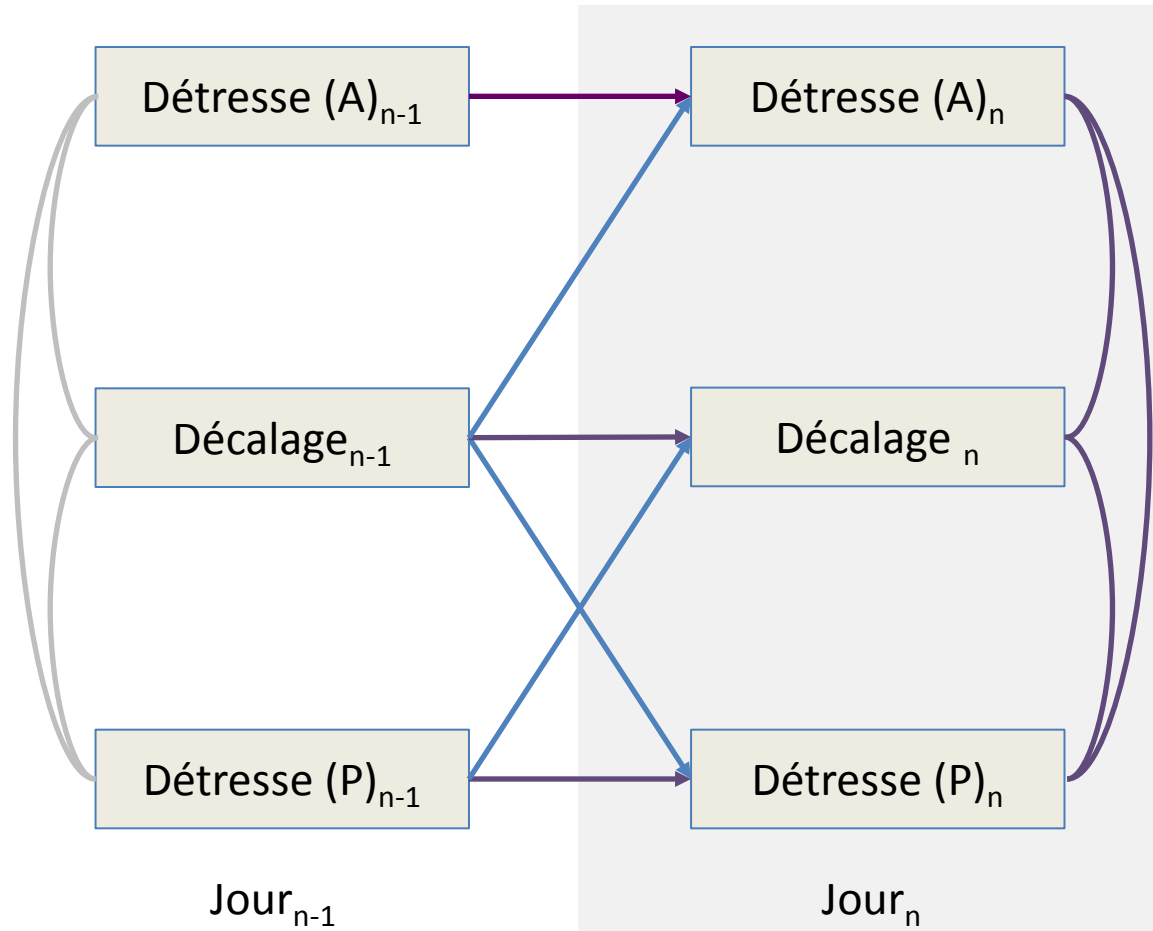 Détresse (A)n-1
Détresse (A)n
Décalagen-1
Décalage n
Détresse (P)n-1
Détresse (P)n
Journ-1
Journ